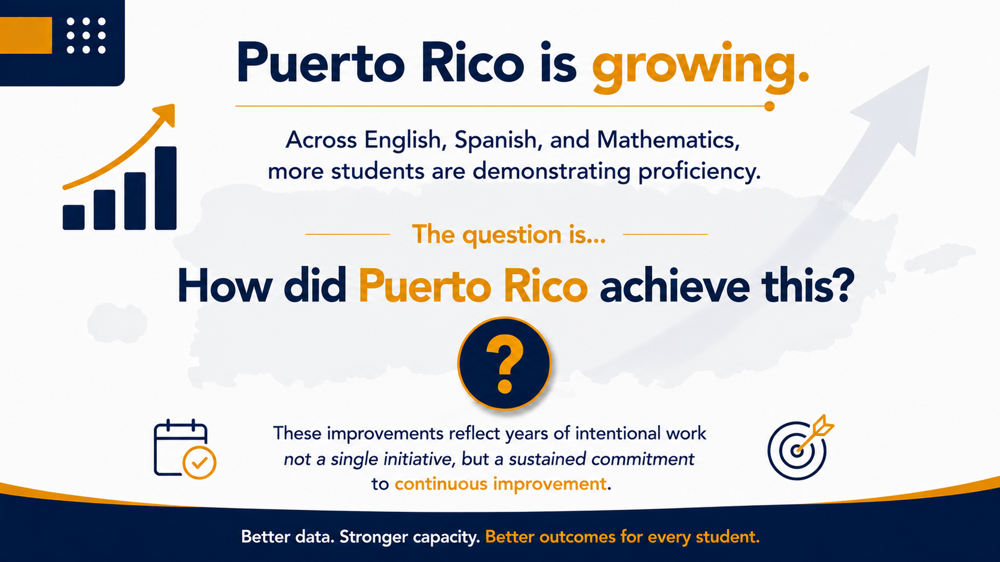 Puerto Rico is growing.
Across English, Spanish, and Mathematics,
more students are demonstrating proficiency.
The question is...
How did Puerto Rico achieve this?
?
These improvements reflect years of intentional work
not a single initiative, but a sustained commitment
to continuous improvement.
Better data. Stronger capacity. Better outcomes for every student.